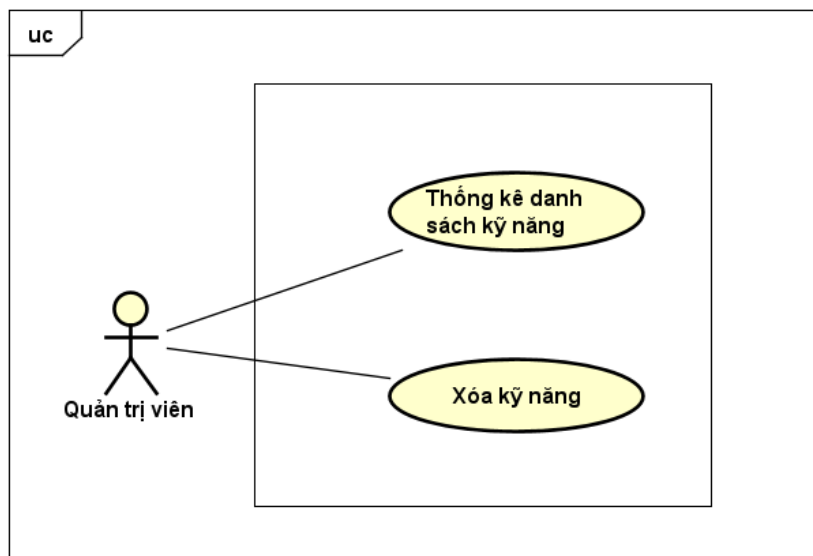 uc
Thống kê danh
sách kỹ năng
Xóa kỹ năng
Quản trị viên